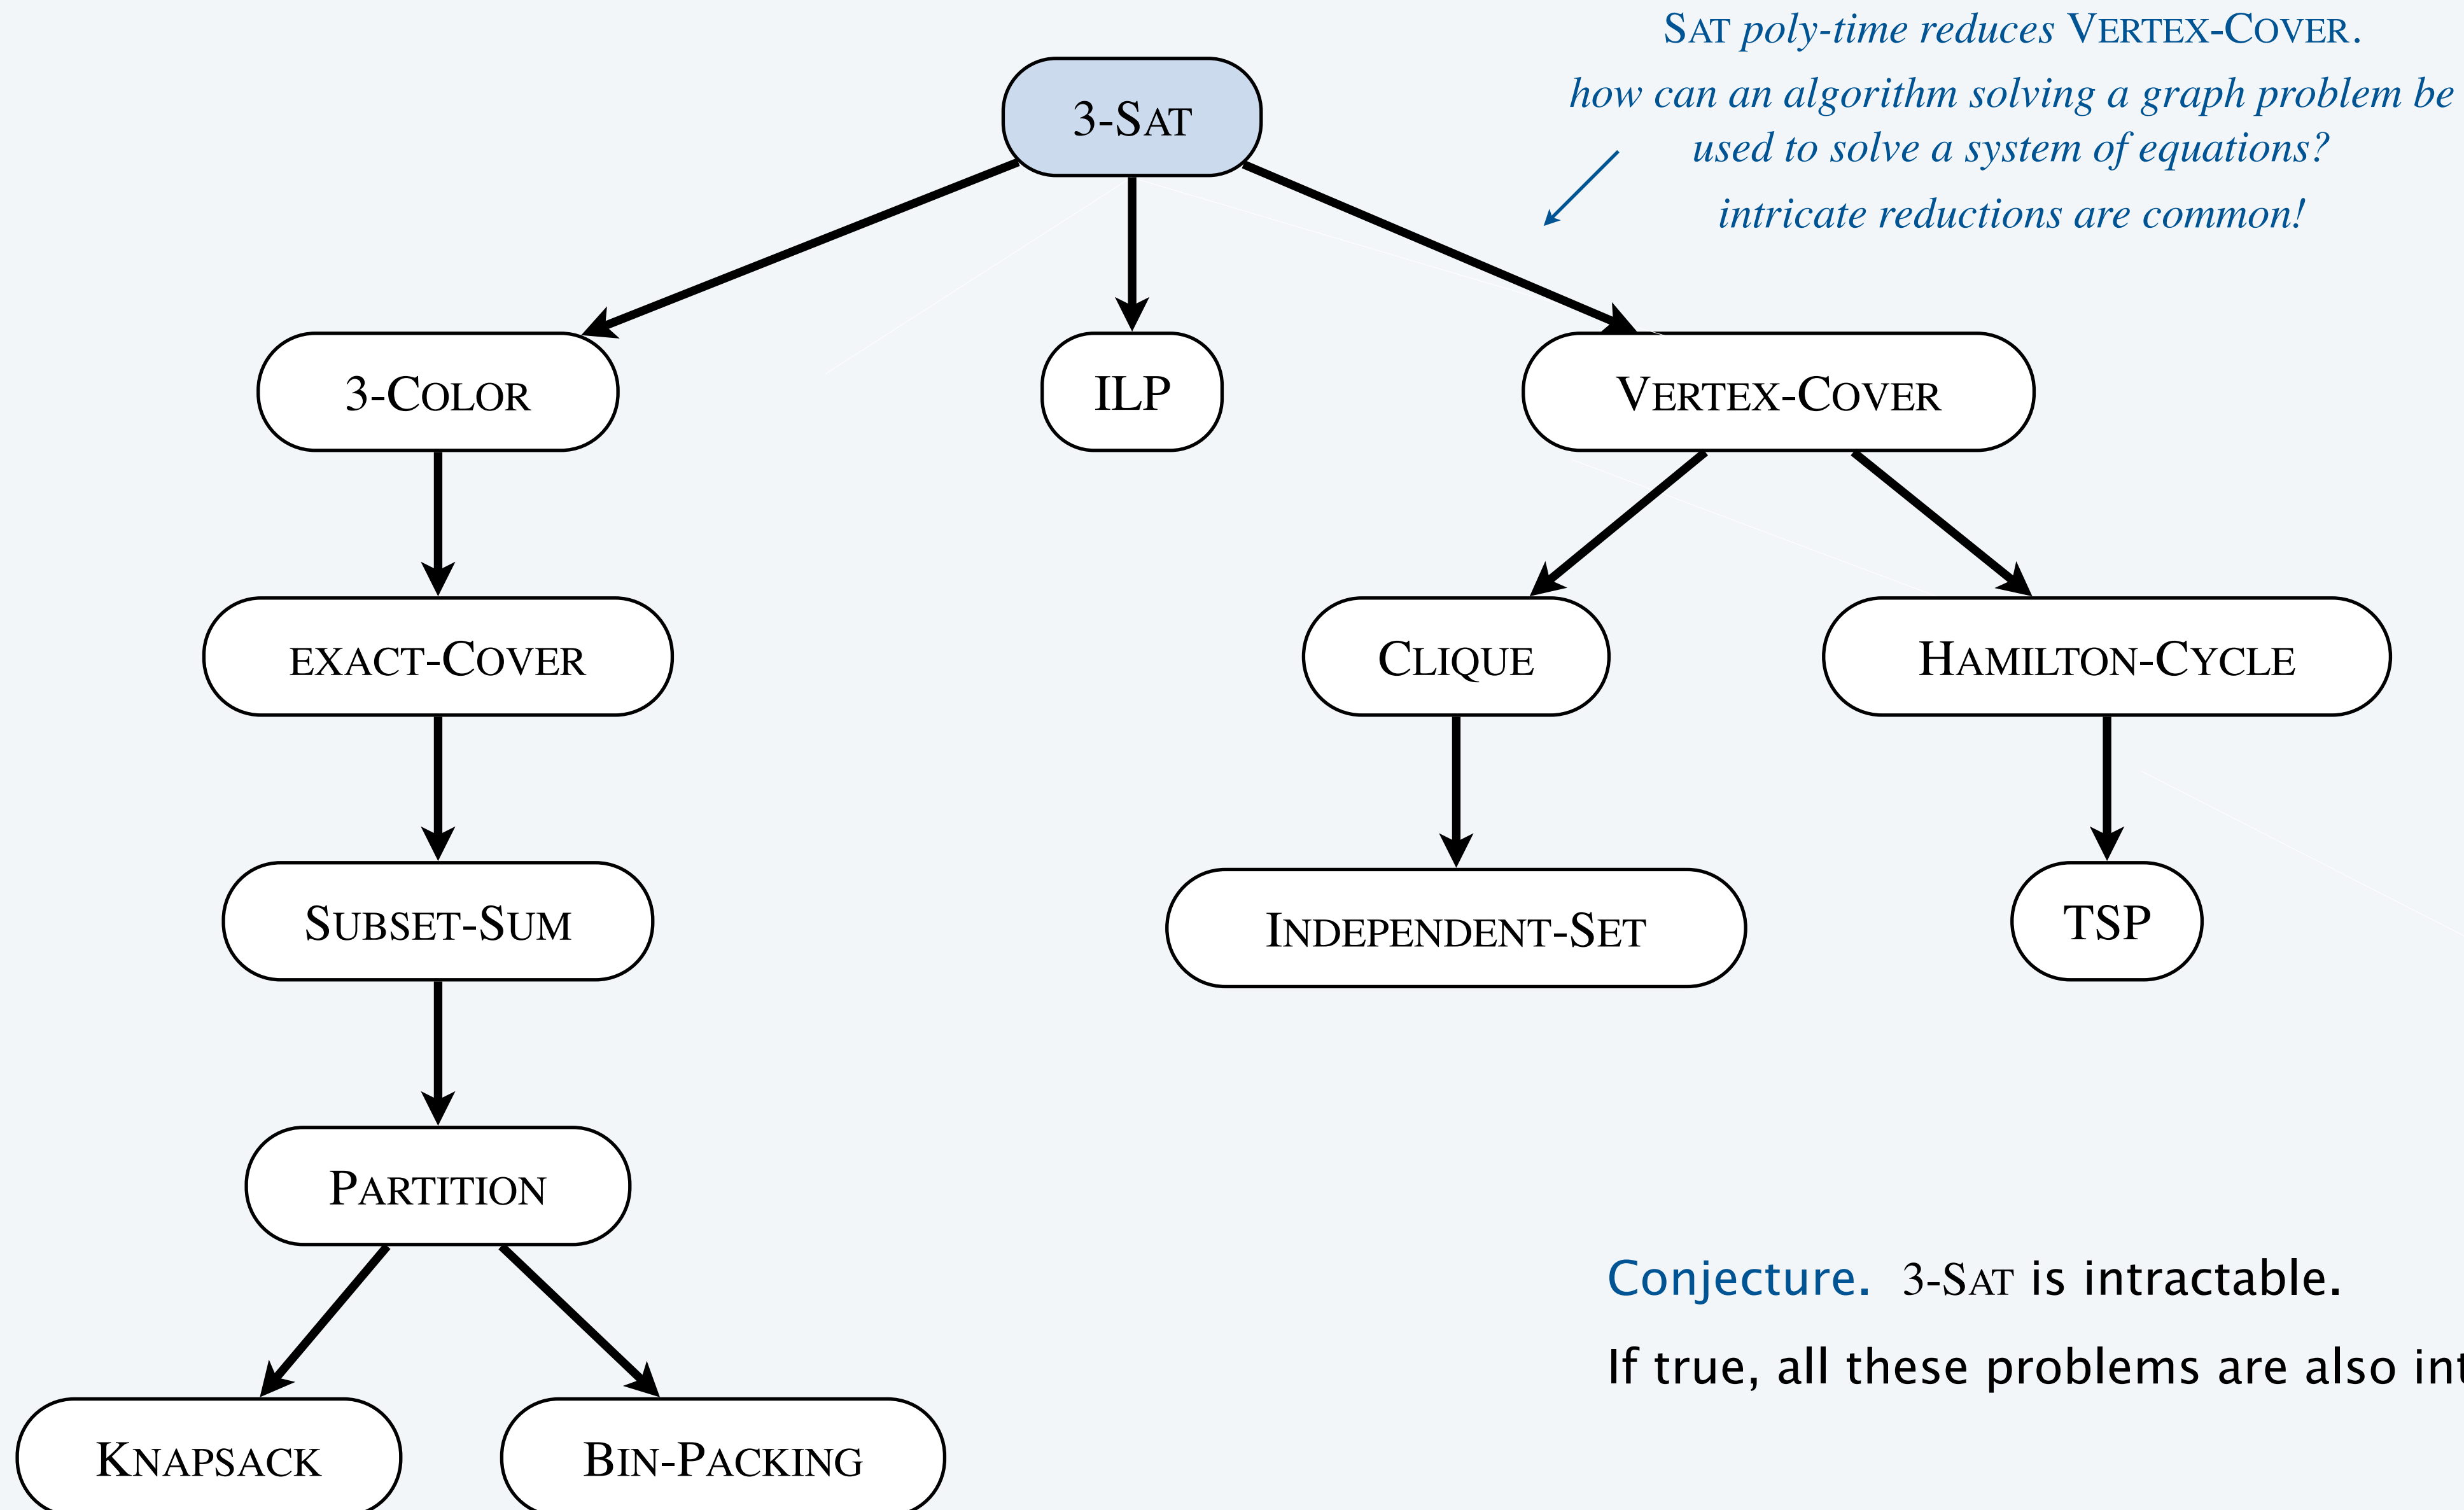 SAT poly-time reduces VERTEX-COVER.
how can an algorithm solving a graph problem be
used to solve a system of equations?
intricate reductions are common!
3-SAT
3-COLOR
ILP
VERTEX-COVER
EXACT-COVER
CLIQUE
HAMILTON-CYCLE
SUBSET-SUM
INDEPENDENT-SET
TSP
PARTITION
Conjecture. 3-SAT is intractable.
If true, all these problems are also
KNAPSACK
BIN-PACKING